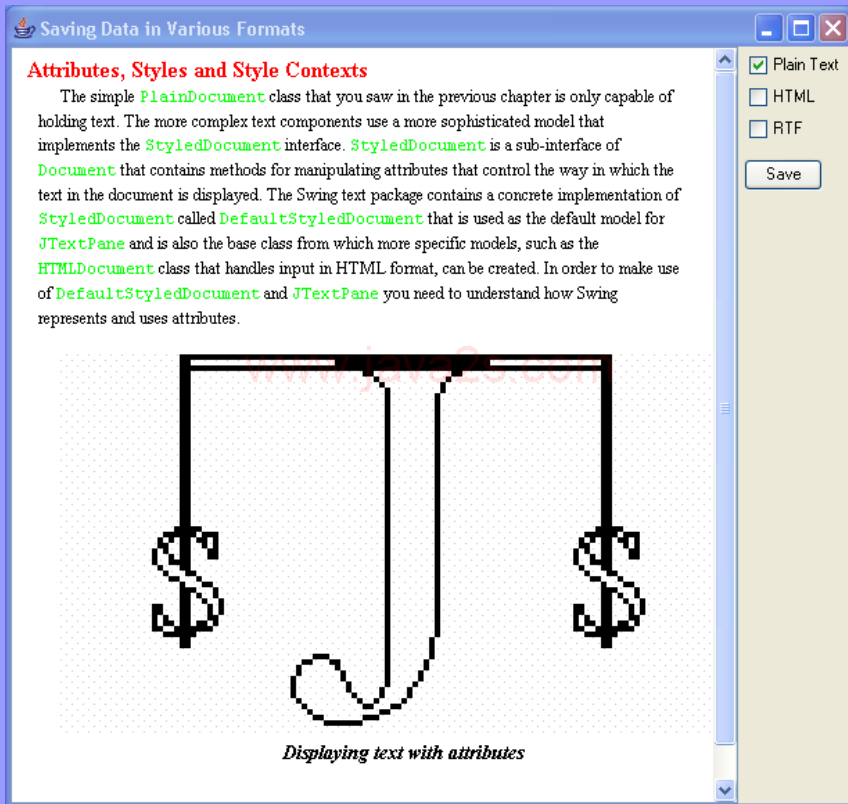 Saving Data in Various Formats
Attributes, Styles and Style Contexts
The simple PlainDocument class that you saw in the previous chapter is only capable of
holding text. The more complex text components use a more sophisticated model that
implements the StyledDocument interface. StyledDocument is a sub-interface of
Document that contains methods for manipulating attributes that control the way in which the
text in the document is displayed. The Swing text package contains a concrete implementation of
StyledDocument called DefaultStyledDocument that is used as the default model for
JTextPane and is also the base class from which more specific models, such as the
HTMLDocument class that handles input in HTML format, can be created. In order to make use
of DefaultStyledDocument and JTextPane you need to understand how Swing
represents and uses attributes.
www.java2s.com
$ J $
Displaying text with attributes
Plain Text
HTML
RTF
Save